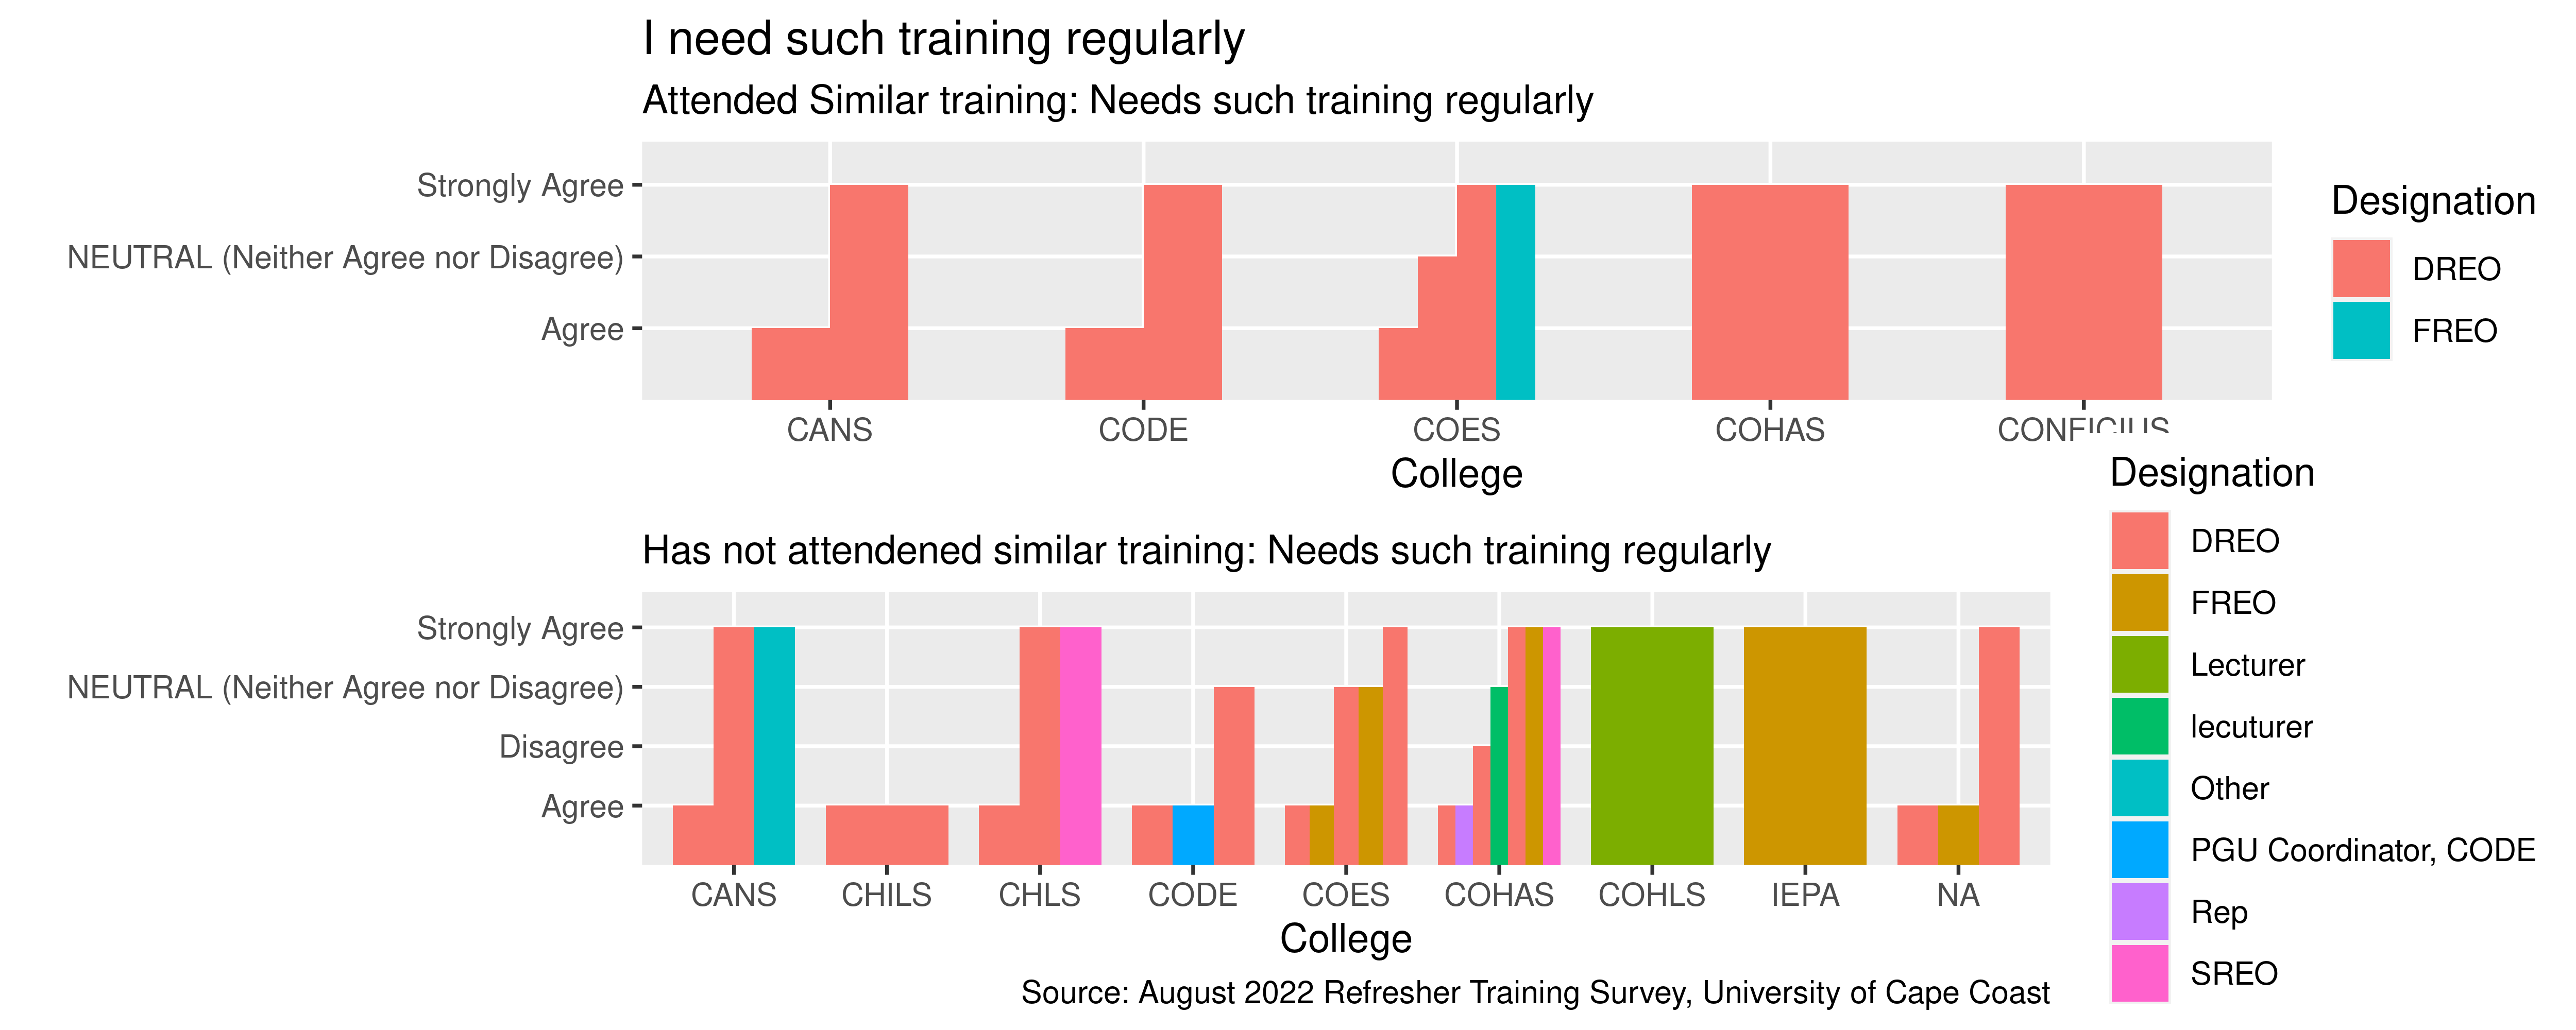 I need such training regularly
Attended Similar training: Needs such training regularly
Strongly Agree
NEUTRAL (Neither Agree nor Disagree)
Agree
CANS CODE COES COHAS CONFICIUS
College
Designation
DREO
FREO
Has not attendened similar training: Needs such training regularly
Strongly Agree
NEUTRAL (Neither Agree nor Disagree)
Disagree
Agree
CANS CHILS CHLS CODE COES COHAS COHLS IEPA NA
College
Designation
DREO
FREO
Lecturer
lecuturer
Other
PGU Coordinator, CODE
Rep
SREO
Source: August 2022 Refresher Training Survey, University of Cape Coast